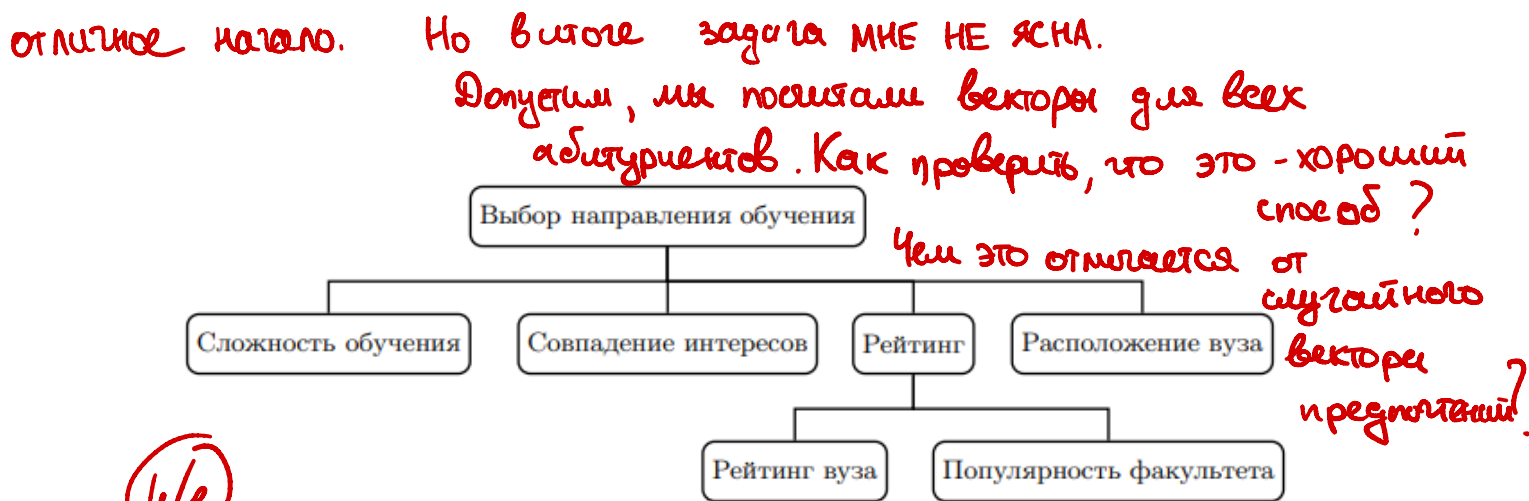 отличное начало. Но в итоге задача МНЕ НЕ ЯСНА.
Допустим, мы посчитали векторы для всех
абитуриентов. Как проверить, что это - хороший
способ?
Выбор направления обучения
Чем это отличается от
случайного
вектора
предпочтений?
Сложность обучения
Совпадение интересов
Рейтинг
Расположение вуза
Рейтинг вуза
Популярность факультета